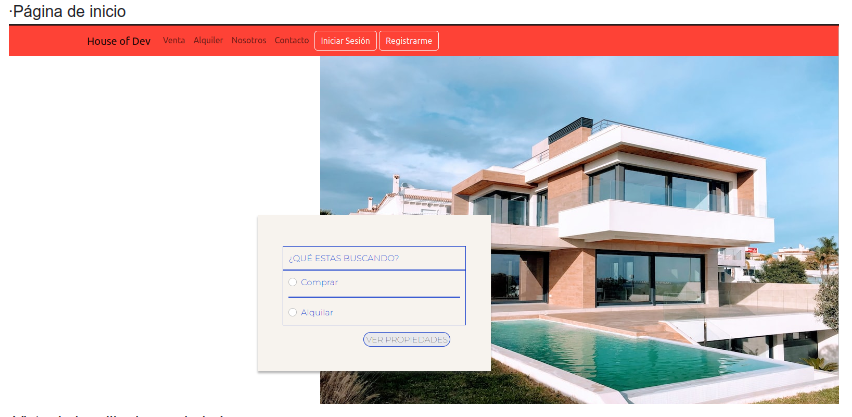 ·Página de inicio
House of Dev Venta Alquiler Nosotros Contacto Iniciar Sesión Registrarme
¿QUÉ ESTAS BUSCANDO?
Comprar
Alquilar
VER PROPIEDADES